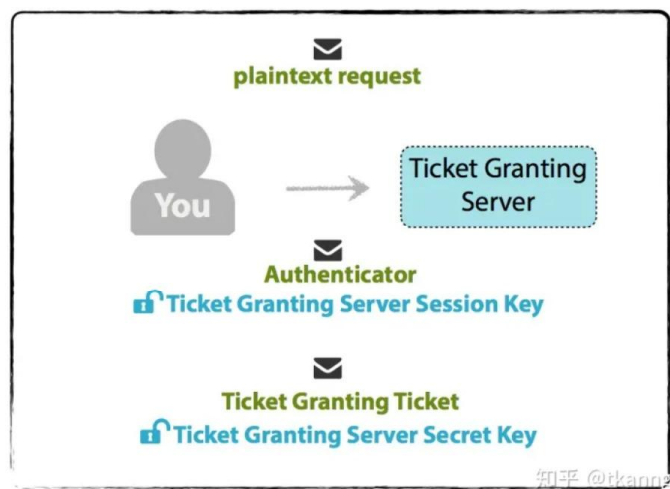 plaintext request
You
Ticket Granting
Server
Authenticator
Ticket Granting Server Session Key
Ticket Granting Ticket
Ticket Granting Server Secret Key
知乎 @tkanng